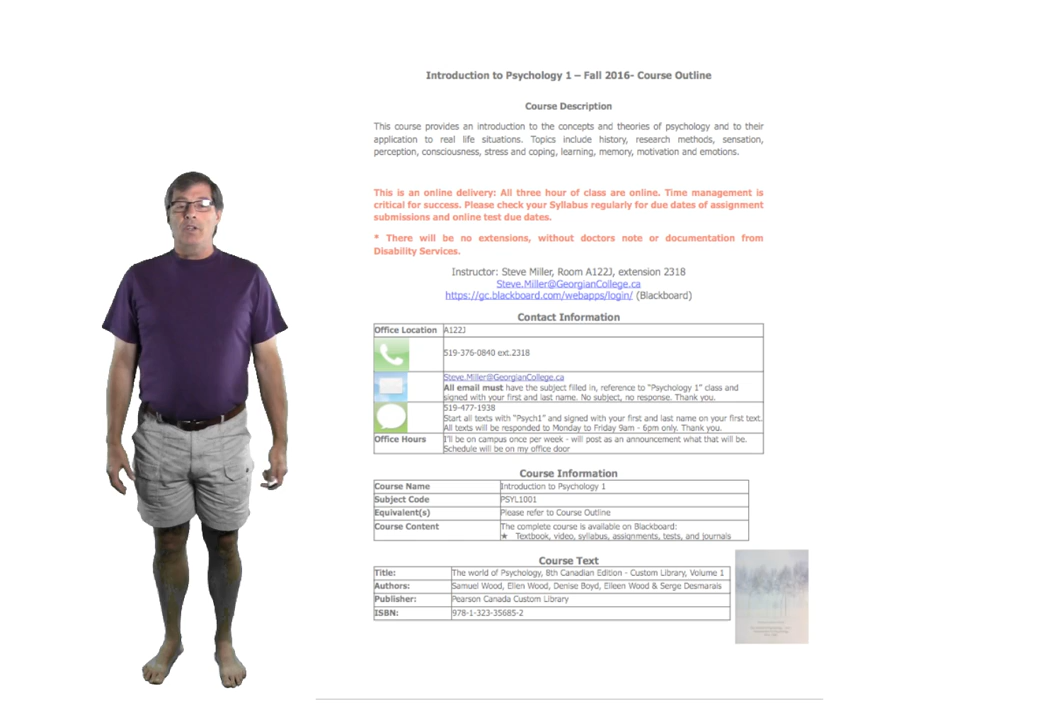 Introduction to Psychology 1 – Fall 2016- Course Outline
Course Description
This course provides an introduction to the concepts and theories of psychology and to their
application to real life situations. Topics include history, research methods, sensation,
perception, consciousness, stress and coping, learning, memory, motivation and emotions.
This is an online delivery: All three hour of class are online. Time management is
critical for success. Please check your Syllabus regularly for due dates of assignment
submissions and online test due dates.
* There will be no extensions, without doctors note or documentation from
Disability Services.
Instructor: Steve Miller, Room A122J, extension 2318
Steve.Miller@GeorgianCollege.ca
https://gc.blackboard.com/webapps/login/ (Blackboard)
Contact Information
Office Location A122J
519-376-0840 ext.2318
Steve.Miller@GeorgianCollege.ca
All email must have the subject filled in, reference to "Psychology 1" class and
signed with your first and last name. No subject, no response. Thank you.
519-477-1938
Start all texts with "Psych1" and signed with your first and last name on your first text.
All texts will be responded to Monday to Friday 9am - 6pm only. Thank you.
Office Hours I'll be on campus once per week - will post as an announcement what that will be.
Schedule will be on my office door
Course Information
Course Name Introduction to Psychology 1
Subject Code PSYL1001
Equivalent(s) Please refer to Course Outline
Course Content The complete course is available on Blackboard:
★ Textbook, video, syllabus, assignments, tests, and journals
Course Text
Title: The world of Psychology, 8th Canadian Edition - Custom Library, Volume 1
Authors: Samuel Wood, Ellen Wood, Denise Boyd, Eileen Wood & Serge Desmarais
Publisher: Pearson Canada Custom Library
ISBN: 978-1-323-35685-2